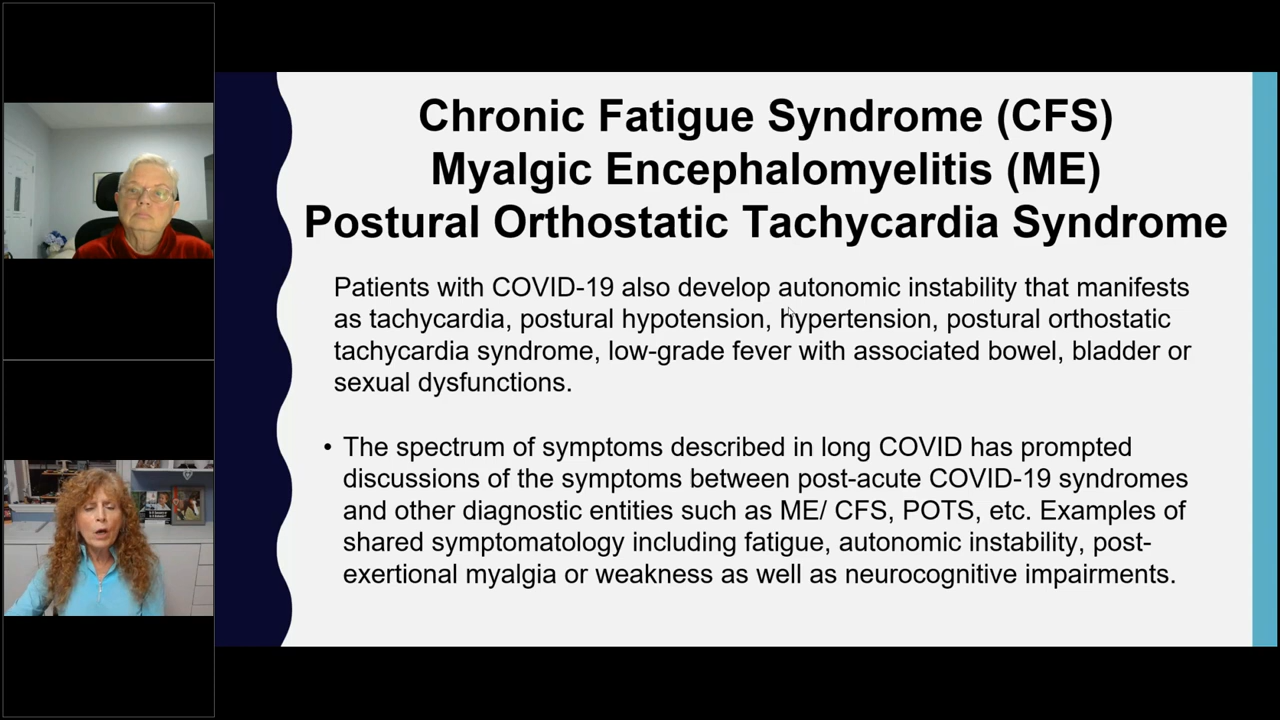 Chronic Fatigue Syndrome (CFS)
Myalgic Encephalomyelitis (ME)
Postural Orthostatic Tachycardia Syndrome
Patients with COVID-19 also develop autonomic instability that manifests
as tachycardia, postural hypotension, hypertension, postural orthostatic
tachycardia syndrome, low-grade fever with associated bowel, bladder or
sexual dysfunctions.
• The spectrum of symptoms described in long COVID has prompted
discussions of the symptoms between post-acute COVID-19 syndromes
and other diagnostic entities such as ME/ CFS, POTS, etc. Examples of
shared symptomatology including fatigue, autonomic instability, post-
exertional myalgia or weakness as well as neurocognitive impairments.